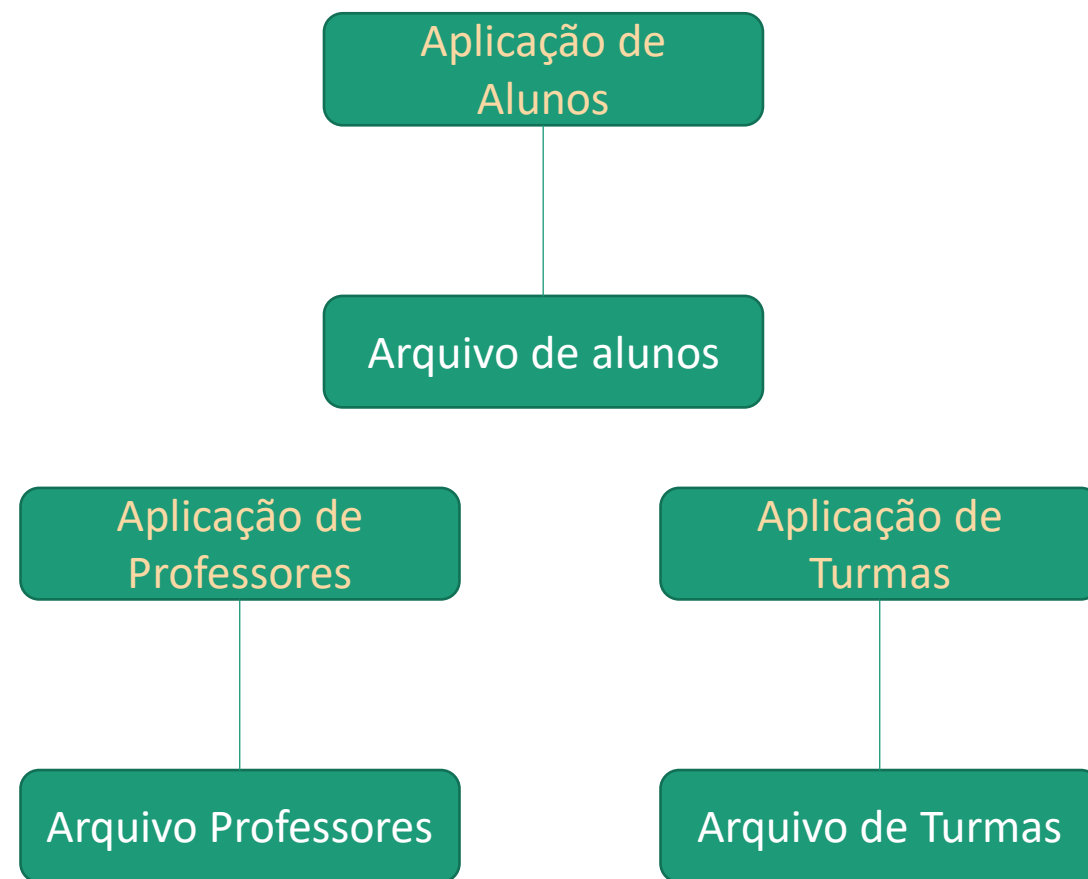 Aplicação de
Alunos
Arquivo de alunos
Aplicação de
Professores
Aplicação de
Turmas
Arquivo Professores
Arquivo de Turmas